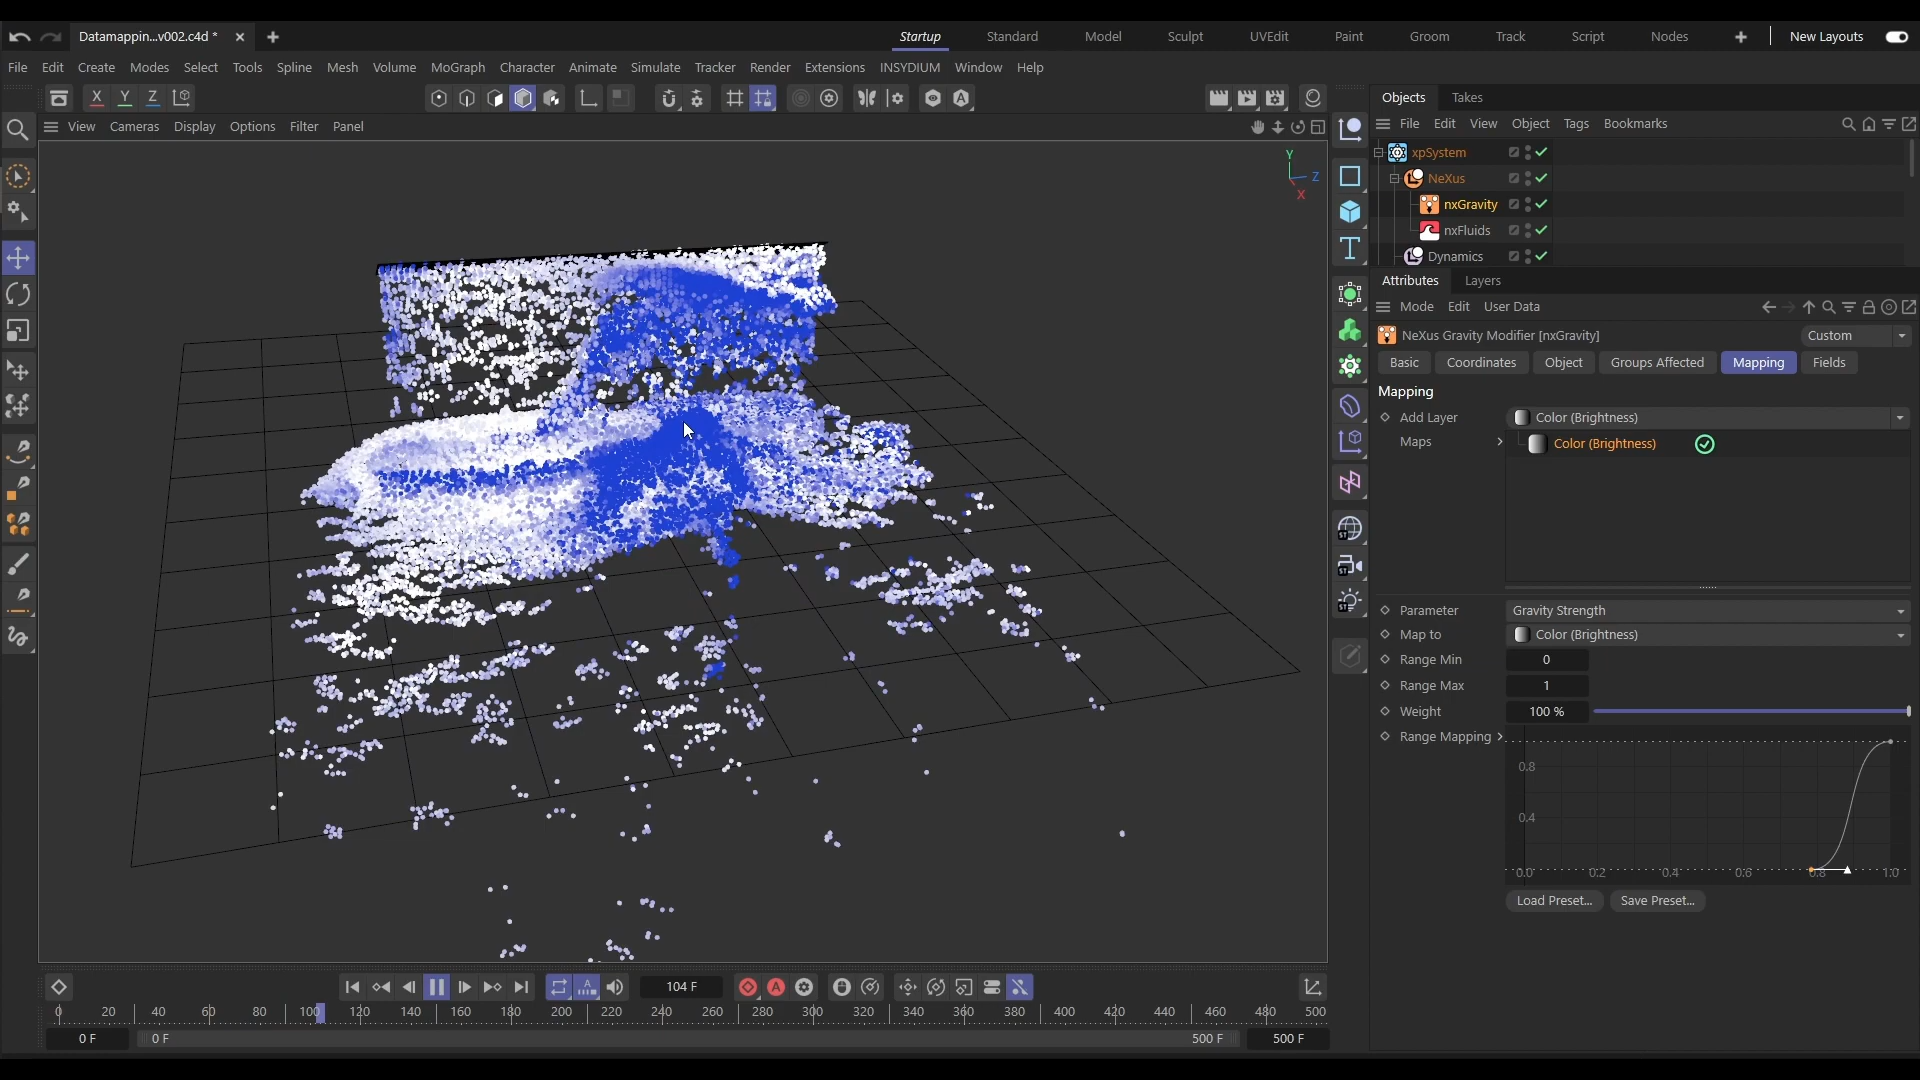 Datamappin...v002.c4d *
Startup Standard Model Sculpt UVEdit Paint Groom Track Script Nodes New Layouts
File Edit Create Modes Select Tools Spline Mesh Volume MoGraph Character Animate Simulate Tracker Render Extensions INSYDIUM Window Help
X Y Z
View Cameras Display Options Filter Panel
Y
Z
X
Objects Takes
File Edit View Object Tags Bookmarks
xpSystem
NeXus
nxGravity
nxFluids
Dynamics
Attributes Layers
Mode Edit User Data
NeXus Gravity Modifier [nxGravity] Custom
Basic Coordinates Object Groups Affected Mapping Fields
Mapping
Add Layer Color (Brightness)
Maps Color (Brightness)
Parameter Gravity Strength
Map to Color (Brightness)
Range Min 0
Range Max 1
Weight 100 %
Range Mapping
0.8
0.4
0.0 0.2 0.4 0.6 0.8 1.0
Load Preset... Save Preset...
104 F
0 20 40 60 80 100 120 140 160 180 200 220 240 260 280 300 320 340 360 380 400 420 440 460 480 500
0 F 0 F 500 F 500 F